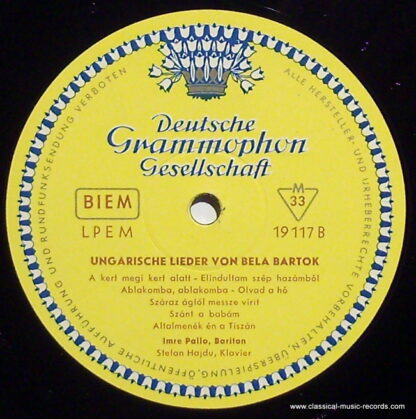 Deutsche
Grammophon
Gesellschaft
BIEM
M
33
LPEM
19 117 B
UNGARISCHE LIEDER VON BELA BARTOK
A kert megi kert alatt - Elindultam szép hazámból
Ablakomba, ablakomba - Olvad a hó
Száraz ágtól messze virit
Szánt a babám
Altalmenék én a Tiszán
Imre Pallo, Bariton
Stefan Hajdu, Klavier
ALLE HERSTELLER- UND URHEBERRECHTE VORBEHALTEN, ÜBERSPIELUNG, ÖFFENTLICHE AUFFÜHRUNG UND RUNDFUNKSENDUNG VERBOTEN
www.classical-music-records.com